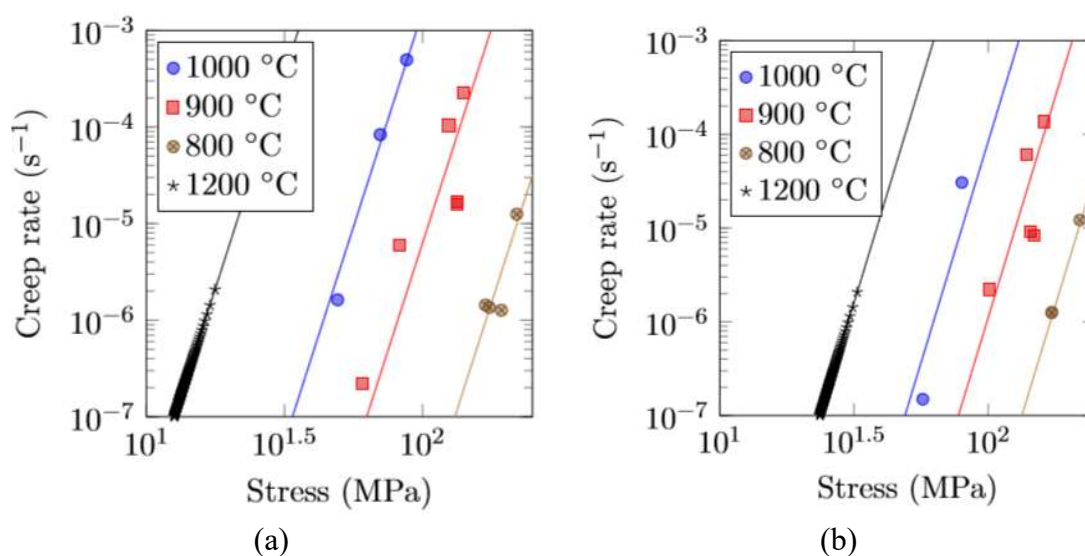 10⁻³
10⁻⁴
10⁻⁵
10⁻⁶
10⁻⁷
Creep rate (s⁻¹)
1000 °C
900 °C
800 °C
1200 °C
10¹
10¹·⁵
10²
Stress (MPa)
(a)
10⁻³
10⁻⁴
10⁻⁵
10⁻⁶
10⁻⁷
Creep rate (s⁻¹)
1000 °C
900 °C
800 °C
1200 °C
10¹
10¹·⁵
10²
Stress (MPa)
(b)